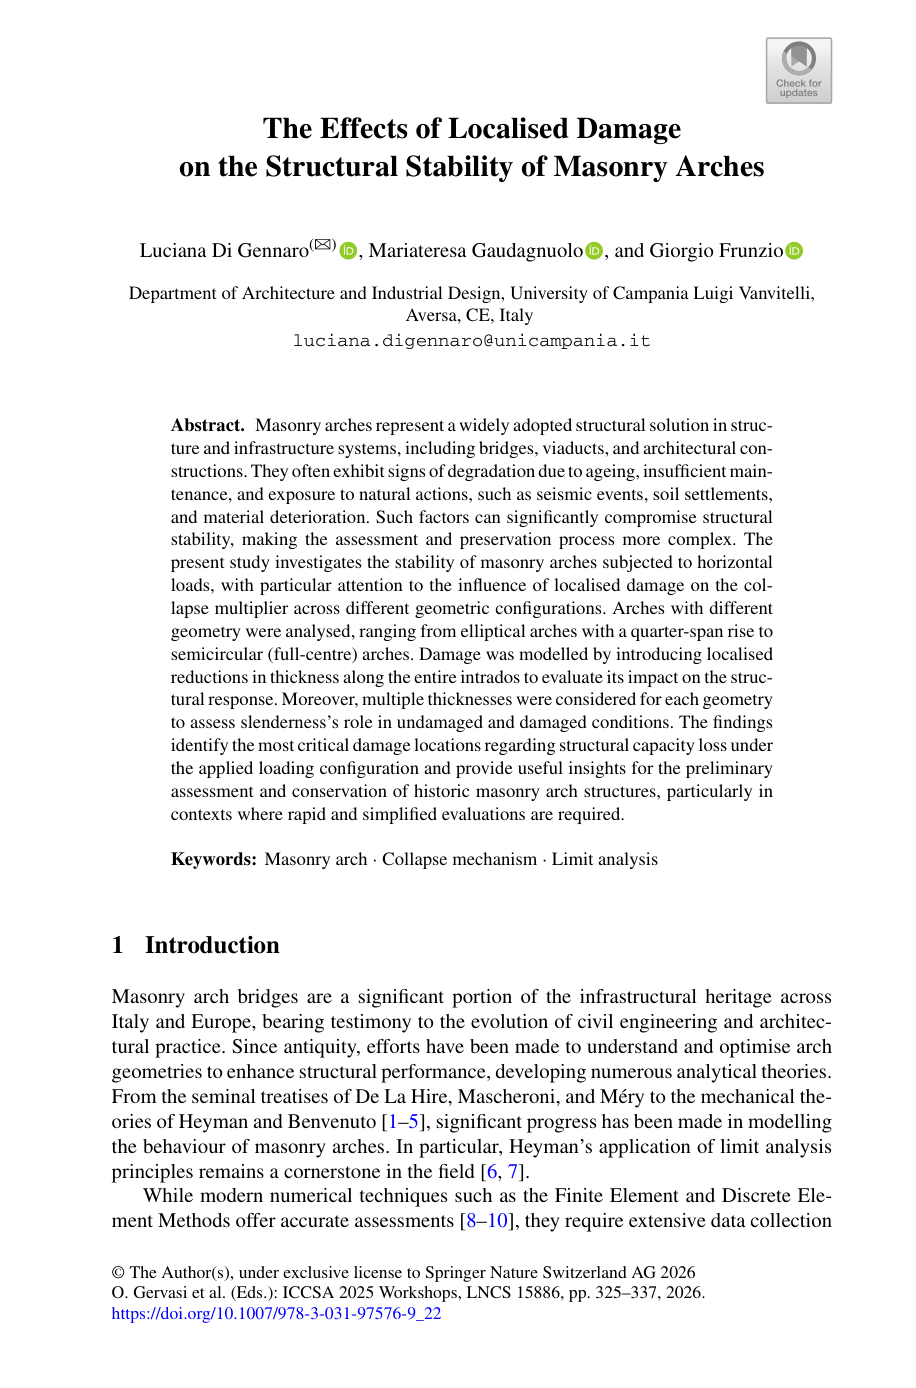 Check for
updates
The Effects of Localised Damage
on the Structural Stability of Masonry Arches
Luciana Di Gennaro(✉) iD, Mariateresa Gaudagnuolo iD, and Giorgio Frunzio iD
Department of Architecture and Industrial Design, University of Campania Luigi Vanvitelli,
Aversa, CE, Italy
luciana.digennaro@unicampania.it
Abstract. Masonry arches represent a widely adopted structural solution in struc-
ture and infrastructure systems, including bridges, viaducts, and architectural con-
structions. They often exhibit signs of degradation due to ageing, insufficient main-
tenance, and exposure to natural actions, such as seismic events, soil settlements,
and material deterioration. Such factors can significantly compromise structural
stability, making the assessment and preservation process more complex. The
present study investigates the stability of masonry arches subjected to horizontal
loads, with particular attention to the influence of localised damage on the col-
lapse multiplier across different geometric configurations. Arches with different
geometry were analysed, ranging from elliptical arches with a quarter-span rise to
semicircular (full-centre) arches. Damage was modelled by introducing localised
reductions in thickness along the entire intrados to evaluate its impact on the struc-
tural response. Moreover, multiple thicknesses were considered for each geometry
to assess slenderness's role in undamaged and damaged conditions. The findings
identify the most critical damage locations regarding structural capacity loss under
the applied loading configuration and provide useful insights for the preliminary
assessment and conservation of historic masonry arch structures, particularly in
contexts where rapid and simplified evaluations are required.
Keywords: Masonry arch · Collapse mechanism · Limit analysis
1 Introduction
Masonry arch bridges are a significant portion of the infrastructural heritage across
Italy and Europe, bearing testimony to the evolution of civil engineering and architec-
tural practice. Since antiquity, efforts have been made to understand and optimise arch
geometries to enhance structural performance, developing numerous analytical theories.
From the seminal treatises of De La Hire, Mascheroni, and Méry to the mechanical the-
ories of Heyman and Benvenuto [1–5], significant progress has been made in modelling
the behaviour of masonry arches. In particular, Heyman's application of limit analysis
principles remains a cornerstone in the field [6, 7].
While modern numerical techniques such as the Finite Element and Discrete Ele-
ment Methods offer accurate assessments [8–10], they require extensive data collection
© The Author(s), under exclusive license to Springer Nature Switzerland AG 2026
O. Gervasi et al. (Eds.): ICCSA 2025 Workshops, LNCS 15886, pp. 325–337, 2026.
https://doi.org/10.1007/978-3-031-97576-9_22